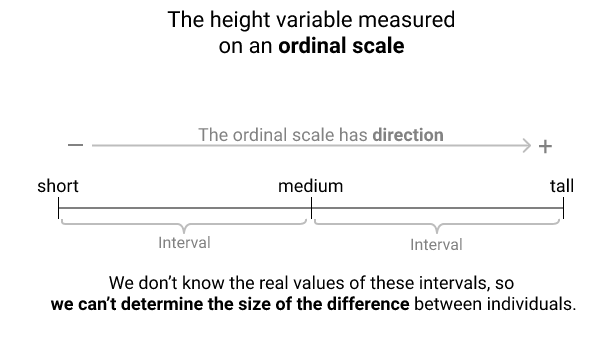 The height variable measured
on an ordinal scale
The ordinal scale has direction
− +
short medium tall
Interval Interval
We don't know the real values of these intervals, so
we can't determine the size of the difference between individuals.